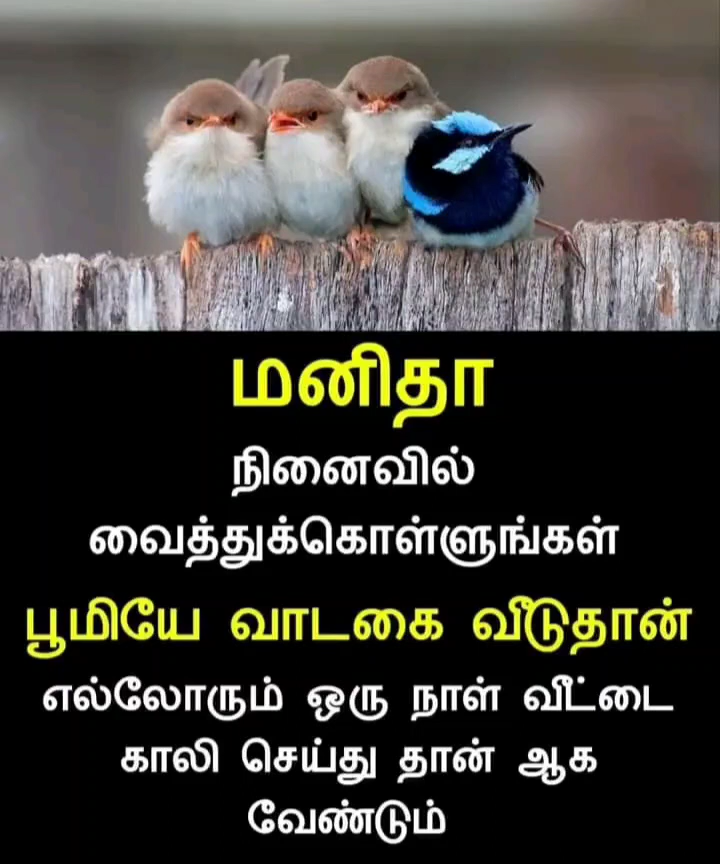 மனிதா
நினைவில்
வைத்துக்கொள்ளுங்கள்
பூமியே வாடகை வீடுதான்
எல்லோரும் ஒரு நாள் வீட்டை
காலி செய்து தான் ஆக
வேண்டும்